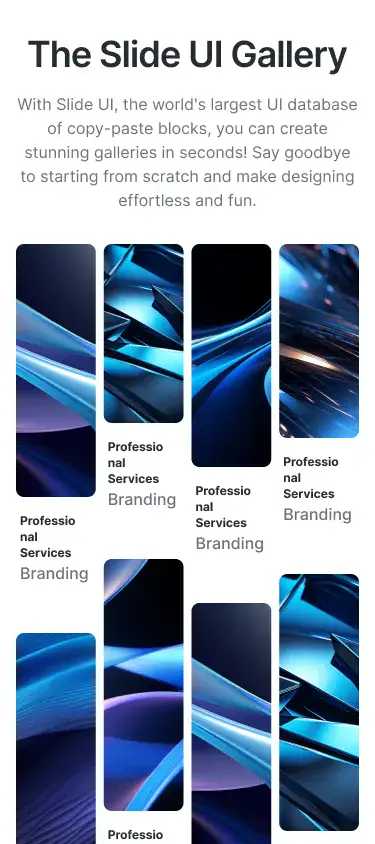 The Slide UI Gallery
With Slide UI, the world's largest UI database
of copy-paste blocks, you can create
stunning galleries in seconds! Say goodbye
to starting from scratch and make designing
effortless and fun.
Professio
nal
Services
Branding
Professio
nal
Services
Branding
Professio
nal
Services
Branding
Professio
nal
Services
Branding
Professio